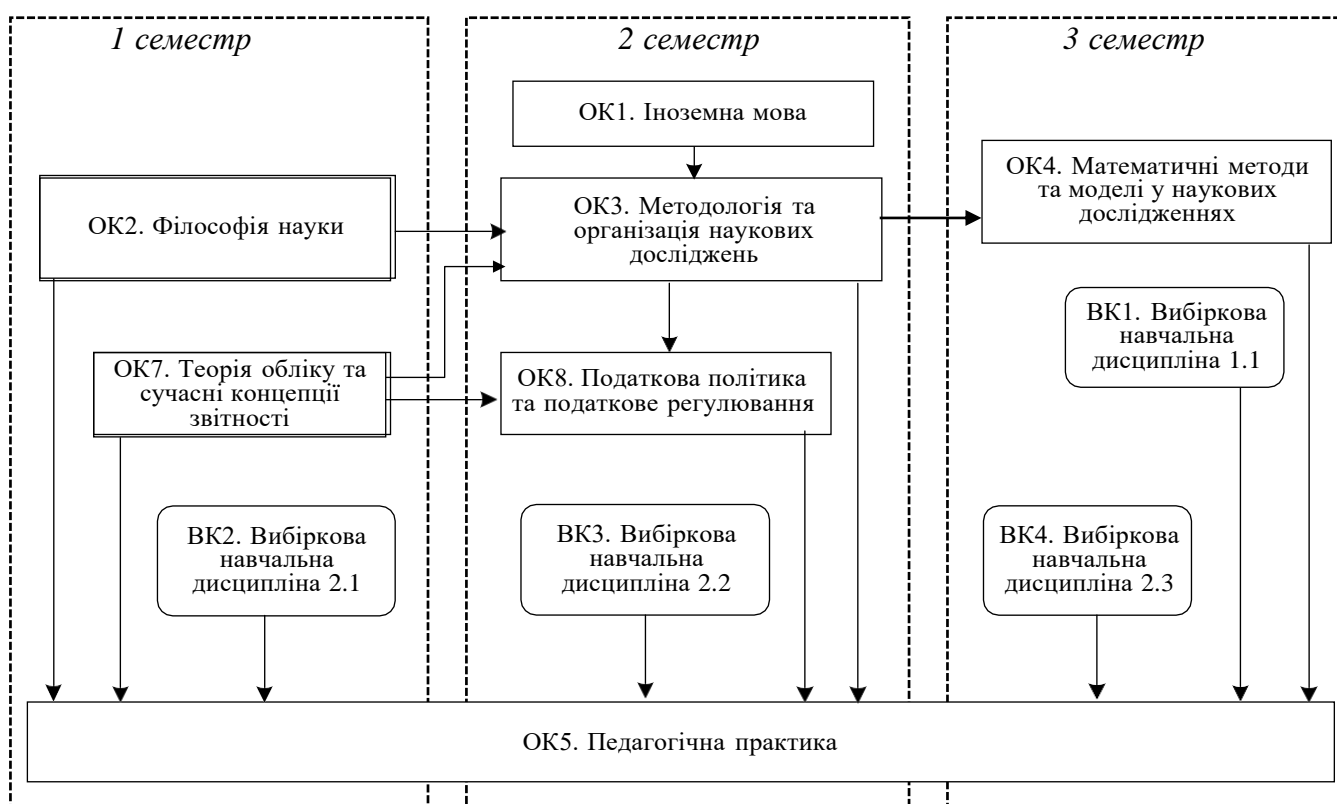 1 семестр
2 семестр
3 семестр
ОК1. Іноземна мова
ОК2. Філософія науки
ОК3. Методологія та
організація наукових
досліджень
ОК4. Математичні методи
та моделі у наукових
дослідженнях
ВК1. Вибіркова
навчальна
дисципліна 1.1
ОК7. Теорія обліку та
сучасні концепції
звітності
ОК8. Податкова політика
та податкове регулювання
ВК2. Вибіркова
навчальна
дисципліна 2.1
ВК3. Вибіркова
навчальна
дисципліна 2.2
ВК4. Вибіркова
навчальна
дисципліна 2.3
ОК5. Педагогічна практика